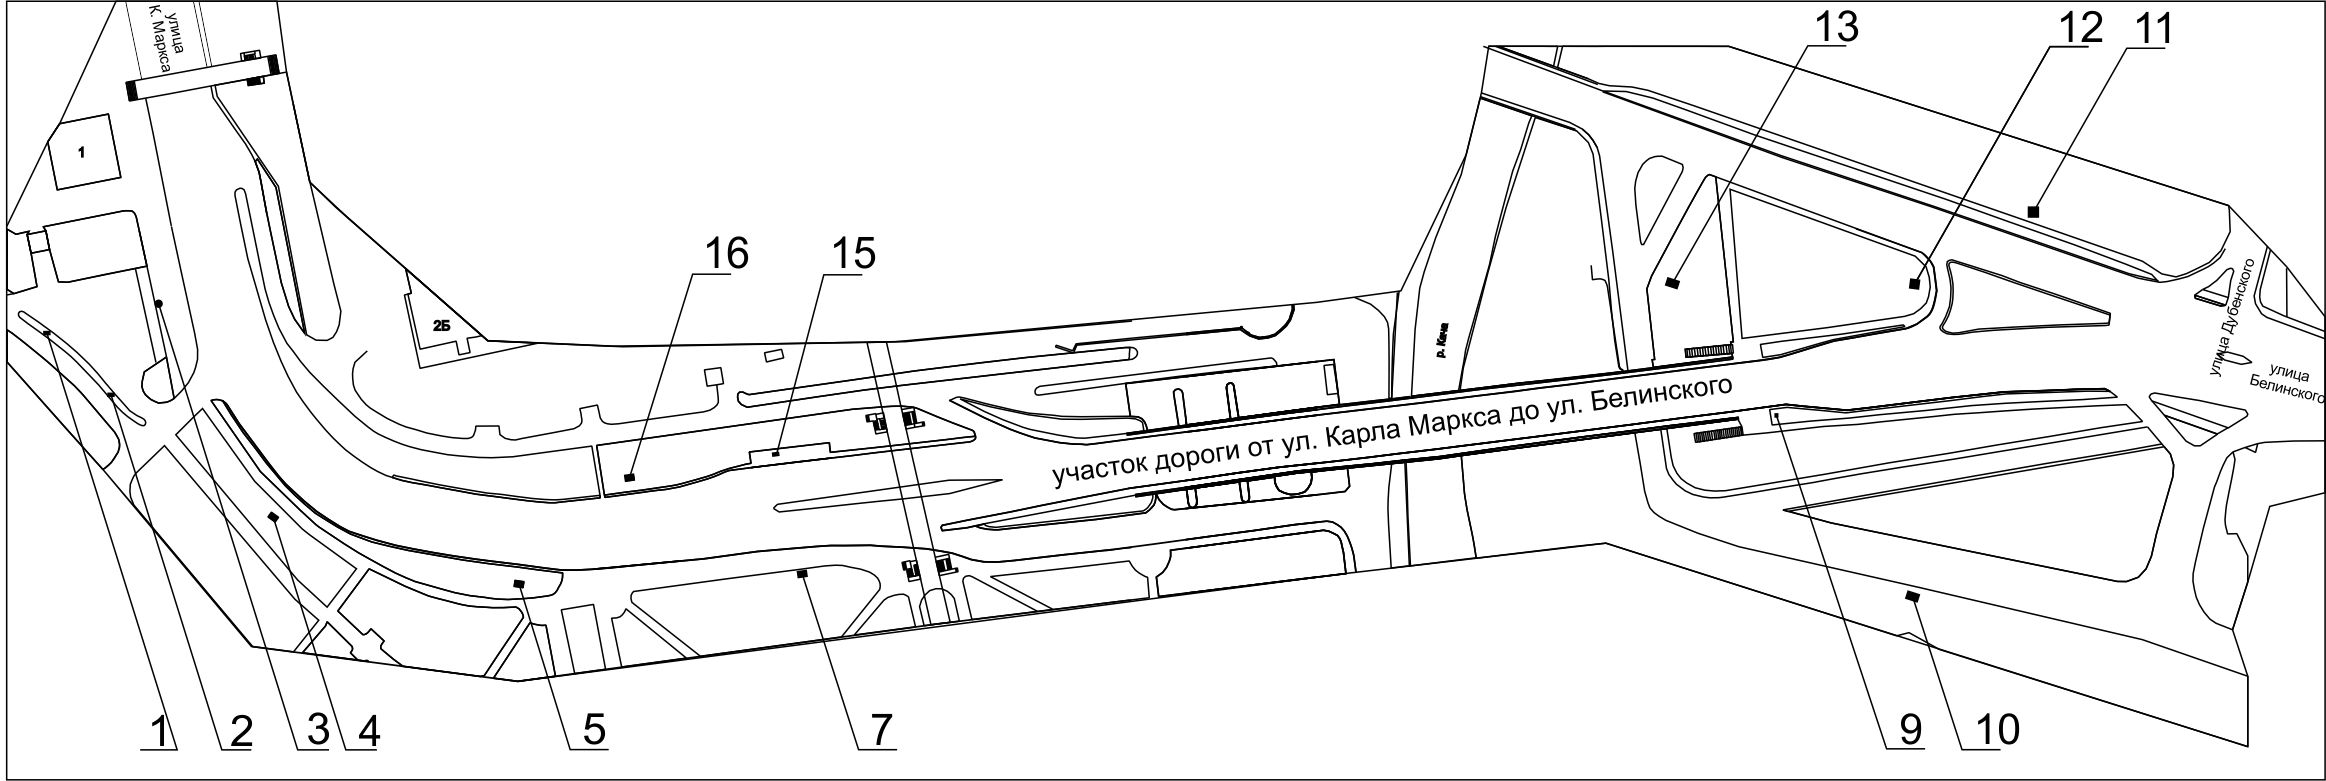 улица
К. Маркса
13
12
11
1
16
15
2Б
р. Кача
улица Дубенского
улица
Белинского
участок дороги от ул. Карла Маркса до ул. Белинского
1
2
3
4
5
7
9
10